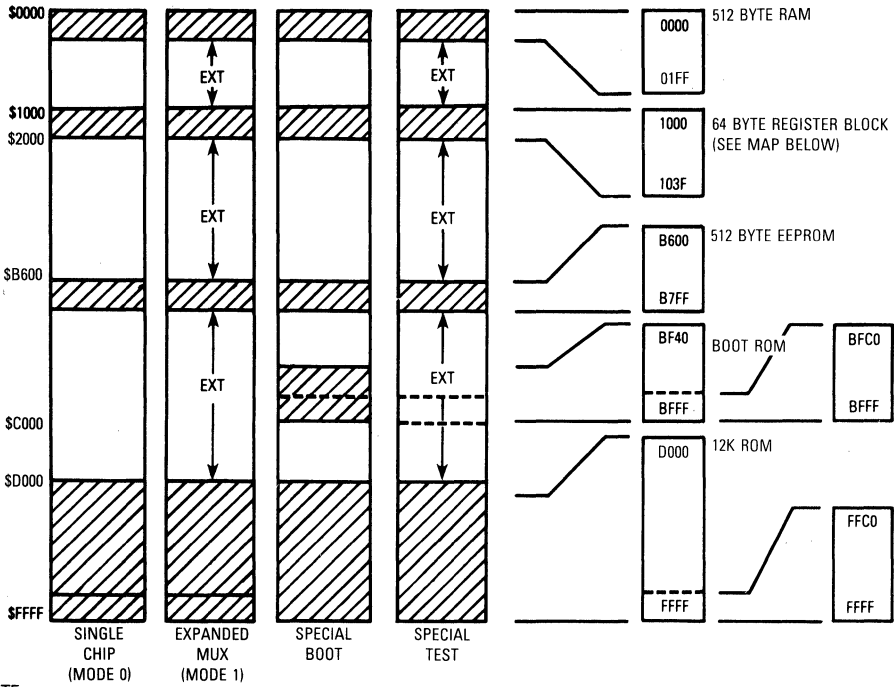 $0000
$1000
$2000
$B600
$C000
$D000
$FFFF
EXT
EXT
EXT
EXT
EXT
EXT
SINGLE
CHIP
(MODE 0)
EXPANDED
MUX
(MODE 1)
SPECIAL
BOOT
SPECIAL
TEST
0000
01FF
512 BYTE RAM
1000
103F
64 BYTE REGISTER BLOCK
(SEE MAP BELOW)
B600
B7FF
512 BYTE EEPROM
BF40
BFFF
BOOT ROM
BFC0
BFFF
D000
FFFF
12K ROM
FFC0
FFFF